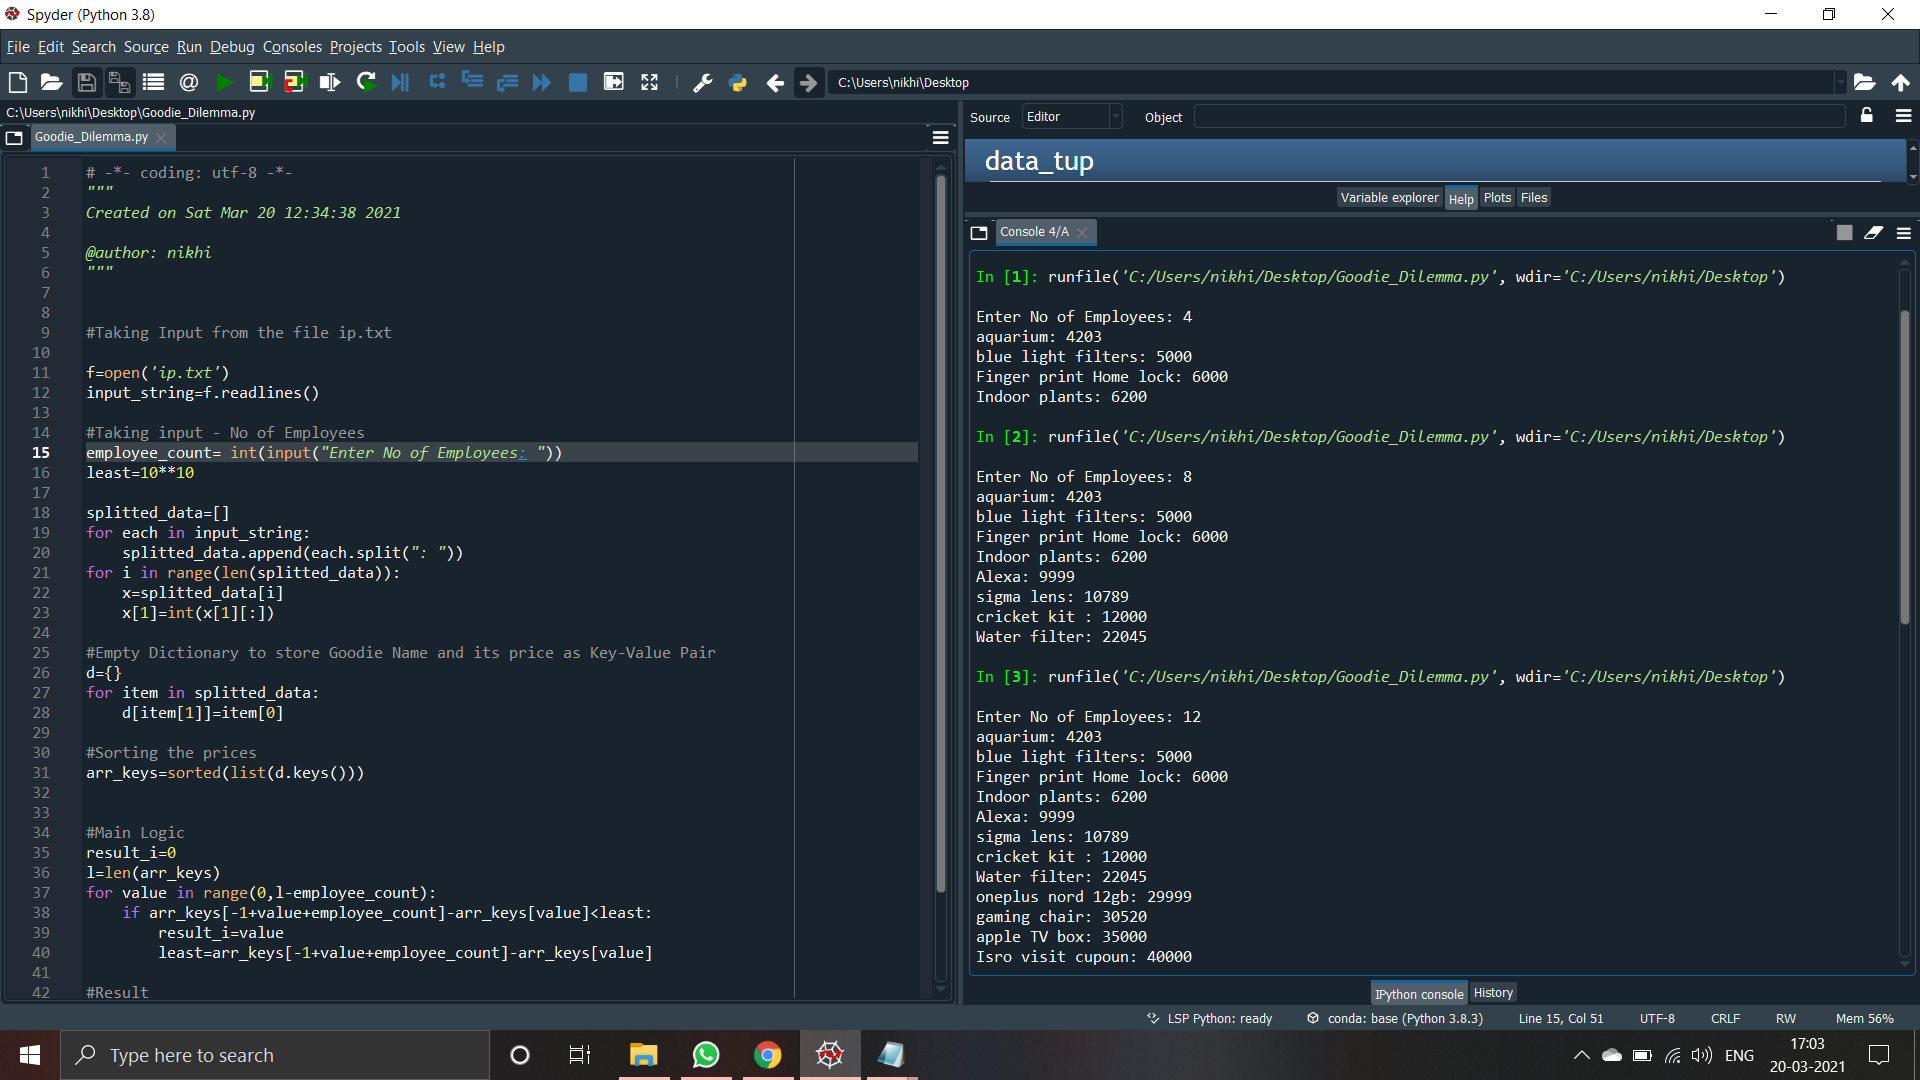 Spyder (Python 3.8)
File Edit Search Source Run Debug Consoles Projects Tools View Help
C:\Users\nikhi\Desktop
C:\Users\nikhi\Desktop\Goodie_Dilemma.py
Goodie_Dilemma.py
1 # -*- coding: utf-8 -*-
2 """
3 Created on Sat Mar 20 12:34:38 2021
4
5 @author: nikhi
6 """
7
8
9 #Taking Input from the file ip.txt
10
11 f=open('ip.txt')
12 input_string=f.readlines()
13
14 #Taking input - No of Employees
15 employee_count= int(input("Enter No of Employees: "))
16 least=10**10
17
18 splitted_data=[]
19 for each in input_string:
20     splitted_data.append(each.split(": "))
21 for i in range(len(splitted_data)):
22     x=splitted_data[i]
23     x[1]=int(x[1][:])
24
25 #Empty Dictionary to store Goodie Name and its price as Key-Value Pair
26 d={}
27 for item in splitted_data:
28     d[item[1]]=item[0]
29
30 #Sorting the prices
31 arr_keys=sorted(list(d.keys()))
32
33
34 #Main Logic
35 result_i=0
36 l=len(arr_keys)
37 for value in range(0,l-employee_count):
38     if arr_keys[-1+value+employee_count]-arr_keys[value]<least:
39         result_i=value
40         least=arr_keys[-1+value+employee_count]-arr_keys[value]
41
42 #Result
Source Editor Object
data_tup
Variable explorer Help Plots Files
Console 4/A
In [1]: runfile('C:/Users/nikhi/Desktop/Goodie_Dilemma.py', wdir='C:/Users/nikhi/Desktop')
Enter No of Employees: 4
aquarium: 4203
blue light filters: 5000
Finger print Home lock: 6000
Indoor plants: 6200
In [2]: runfile('C:/Users/nikhi/Desktop/Goodie_Dilemma.py', wdir='C:/Users/nikhi/Desktop')
Enter No of Employees: 8
aquarium: 4203
blue light filters: 5000
Finger print Home lock: 6000
Indoor plants: 6200
Alexa: 9999
sigma lens: 10789
cricket kit : 12000
Water filter: 22045
In [3]: runfile('C:/Users/nikhi/Desktop/Goodie_Dilemma.py', wdir='C:/Users/nikhi/Desktop')
Enter No of Employees: 12
aquarium: 4203
blue light filters: 5000
Finger print Home lock: 6000
Indoor plants: 6200
Alexa: 9999
sigma lens: 10789
cricket kit : 12000
Water filter: 22045
oneplus nord 12gb: 29999
gaming chair: 30520
apple TV box: 35000
Isro visit cupoun: 40000
IPython console History
LSP Python: ready conda: base (Python 3.8.3) Line 15, Col 51 UTF-8 CRLF RW Mem 56%
Type here to search
ENG
17:03
20-03-2021